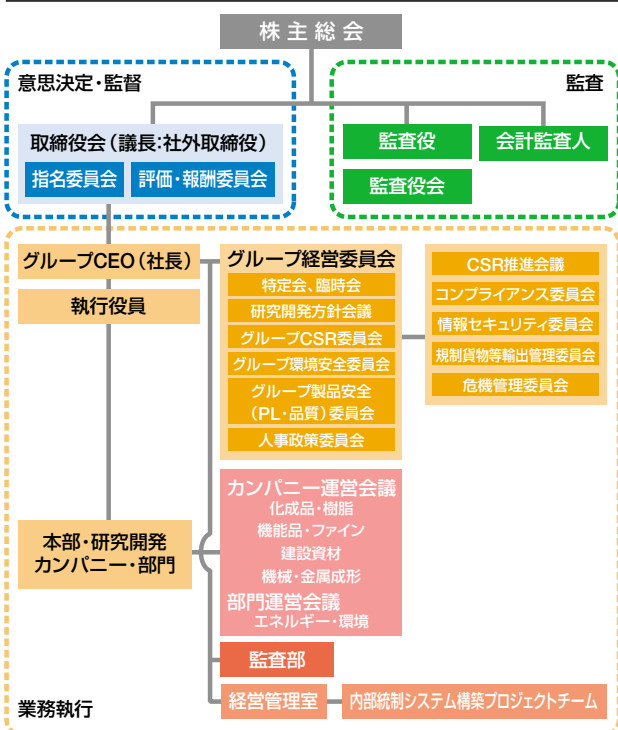 株主総会
意思決定・監督
監査
取締役会（議長:社外取締役）
指名委員会
評価・報酬委員会
監査役
会計監査人
監査役会
グループCEO（社長）
執行役員
グループ経営委員会
特定会、臨時会
研究開発方針会議
グループCSR委員会
グループ環境安全委員会
グループ製品安全
（PL・品質）委員会
人事政策委員会
CSR推進会議
コンプライアンス委員会
情報セキュリティ委員会
規制貨物等輸出管理委員会
危機管理委員会
本部・研究開発
カンパニー・部門
カンパニー運営会議
化成品・樹脂
機能品・ファイン
建設資材
機械・金属成形
部門運営会議
エネルギー・環境
監査部
経営管理室
内部統制システム構築プロジェクトチーム
業務執行